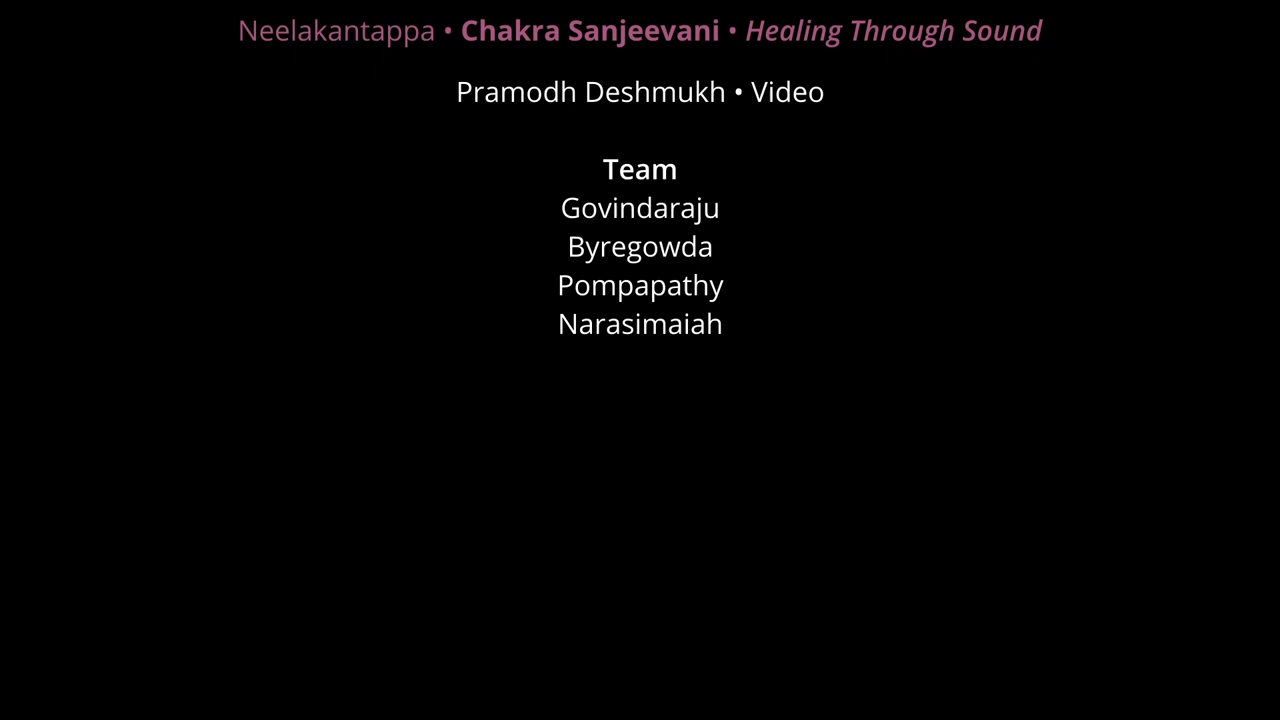 Neelakantappa • Chakra Sanjeevani • Healing Through Sound
Pramodh Deshmukh • Video
Team
Govindaraju
Byregowda
Pompapathy
Narasimaiah